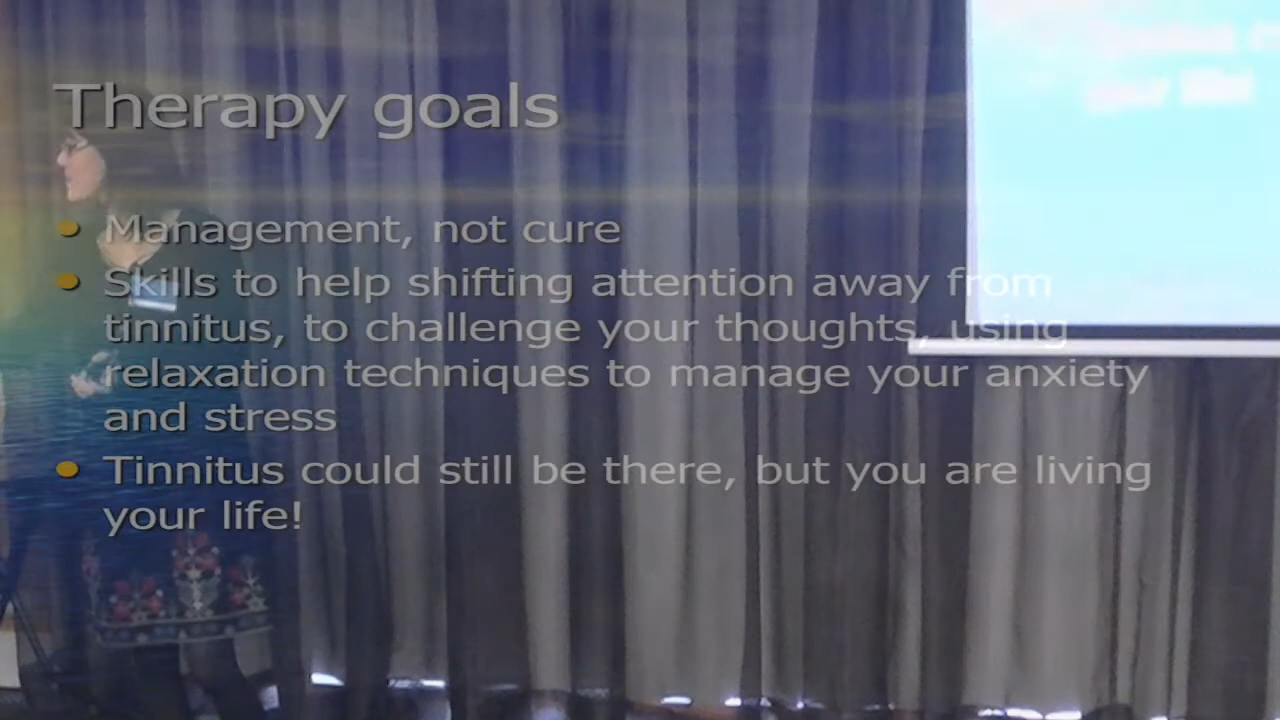 Therapy goals
Management, not cure
Skills to help shifting attention away from
tinnitus, to challenge your thoughts, using
relaxation techniques to manage your anxiety
and stress
Tinnitus could still be there, but you are living
your life!